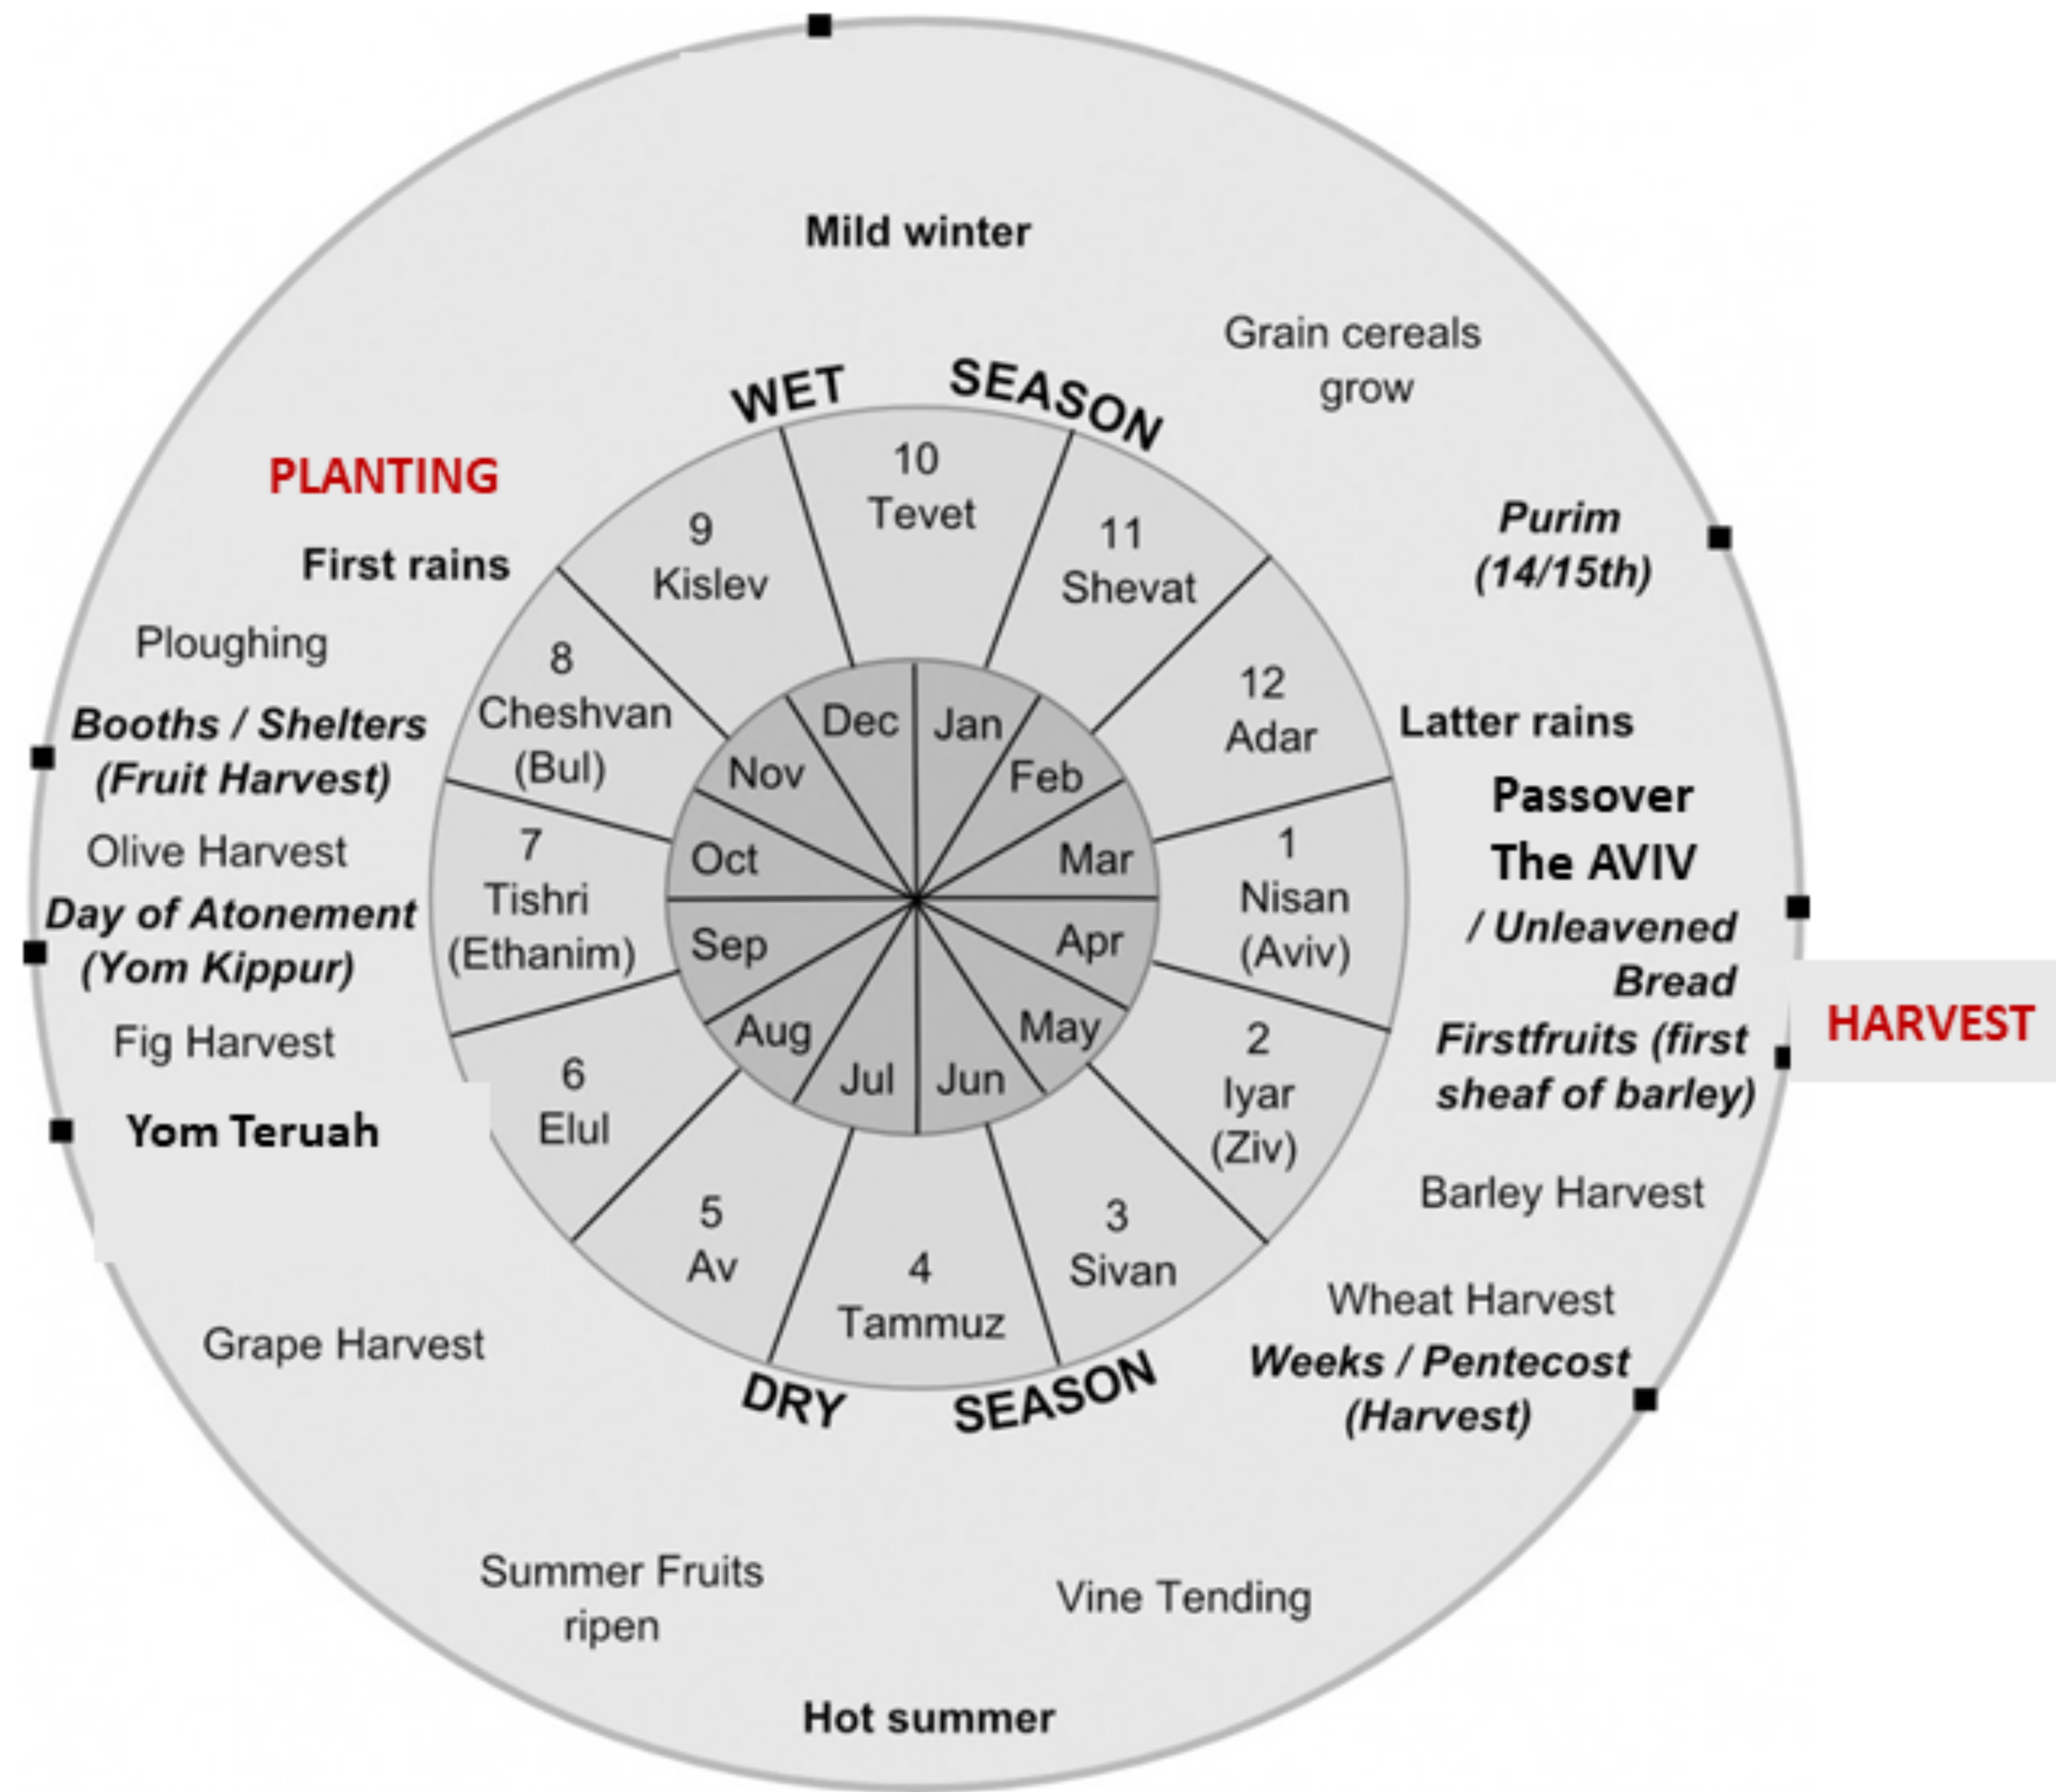 Mild winter
Grain cereals
grow
WET SEASON
PLANTING
First rains
Ploughing
Booths / Shelters
(Fruit Harvest)
Olive Harvest
Day of Atonement
(Yom Kippur)
Fig Harvest
Yom Teruah
Grape Harvest
Summer Fruits
ripen
Hot summer
Vine Tending
DRY SEASON
Purim
(14/15th)
Latter rains
Passover
The AVIV
/ Unleavened
Bread
HARVEST
Firstfruits (first
sheaf of barley)
Barley Harvest
Wheat Harvest
Weeks / Pentecost
(Harvest)
10
Tevet
11
Shevat
12
Adar
1
Nisan
(Aviv)
2
Iyar
(Ziv)
3
Sivan
4
Tammuz
5
Av
6
Elul
7
Tishri
(Ethanim)
8
Cheshvan
(Bul)
9
Kislev
Jan
Feb
Mar
Apr
May
Jun
Jul
Aug
Sep
Oct
Nov
Dec